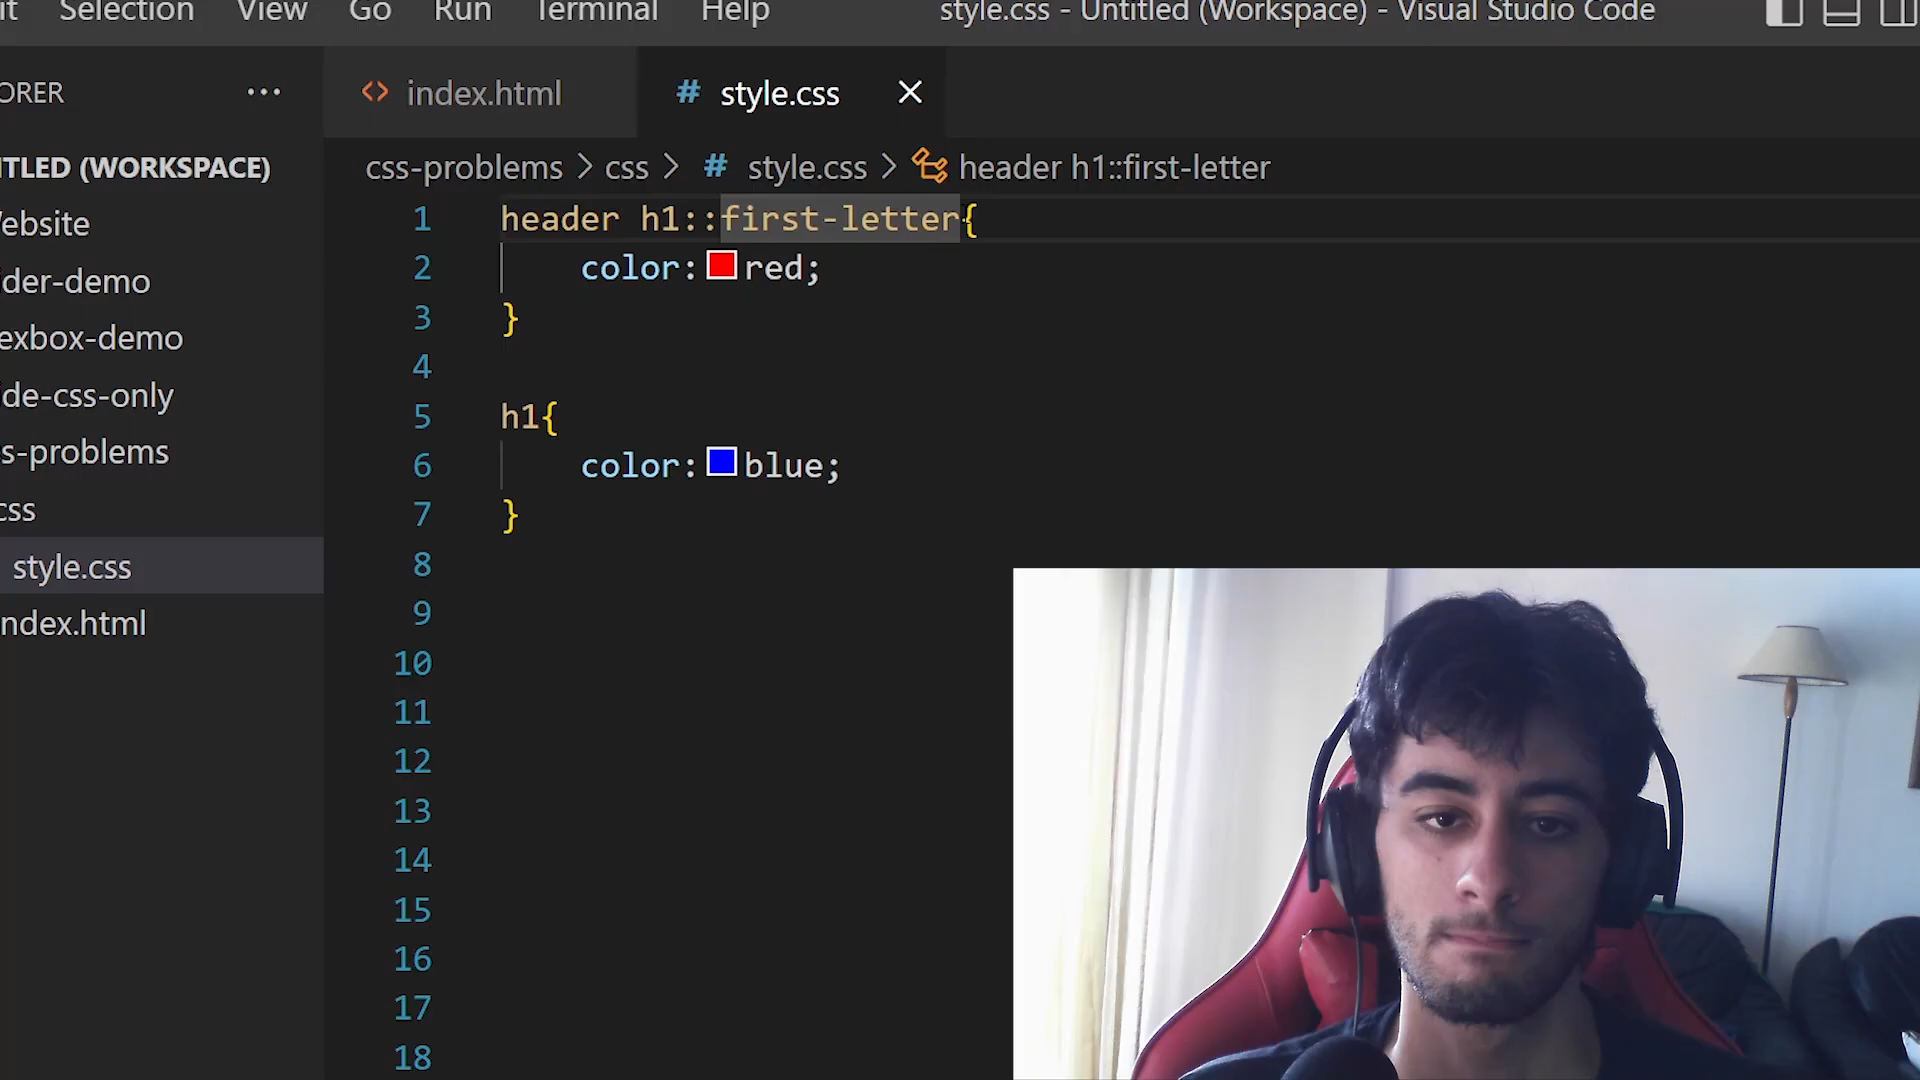 it Selection View Go Run Terminal Help style.css - Untitled (Workspace) - Visual Studio Code
ORER ...
index.html
# style.css
TLED (WORKSPACE)
css-problems > css > # style.css > header h1::first-letter
ebsite
der-demo
exbox-demo
de-css-only
s-problems
css
style.css
ndex.html
1 header h1::first-letter{
2 color:red;
3 }
4
5 h1{
6 color:blue;
7 }
8
9
10
11
12
13
14
15
16
17
18